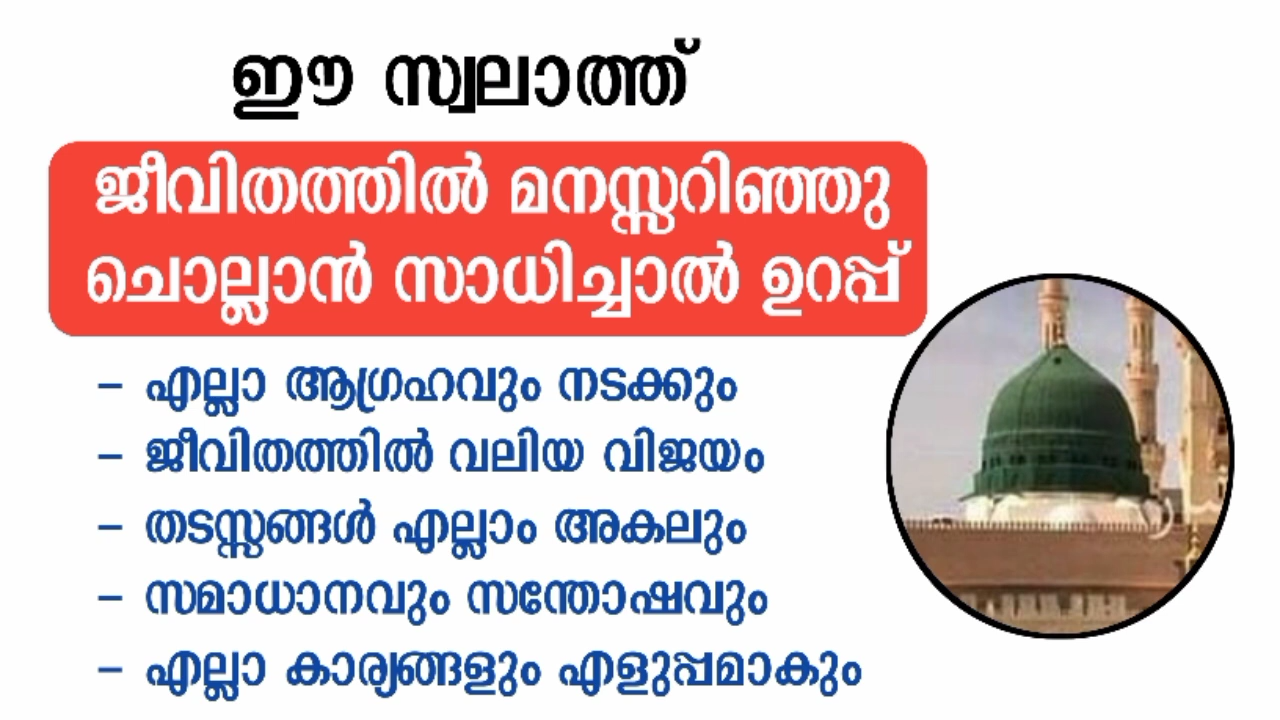 ഈ സ്വലാത്ത്
ജീവിതത്തിൽ മനസ്സറിഞ്ഞു
ചൊല്ലാൻ സാധിച്ചാൽ ഉറപ്പ്
- എല്ലാ ആഗ്രഹവും നടക്കും
- ജീവിതത്തിൽ വലിയ വിജയം
- തടസ്സങ്ങൾ എല്ലാം അകലും
- സമാധാനവും സന്തോഷവും
- എല്ലാ കാര്യങ്ങളും എളുപ്പമാകും